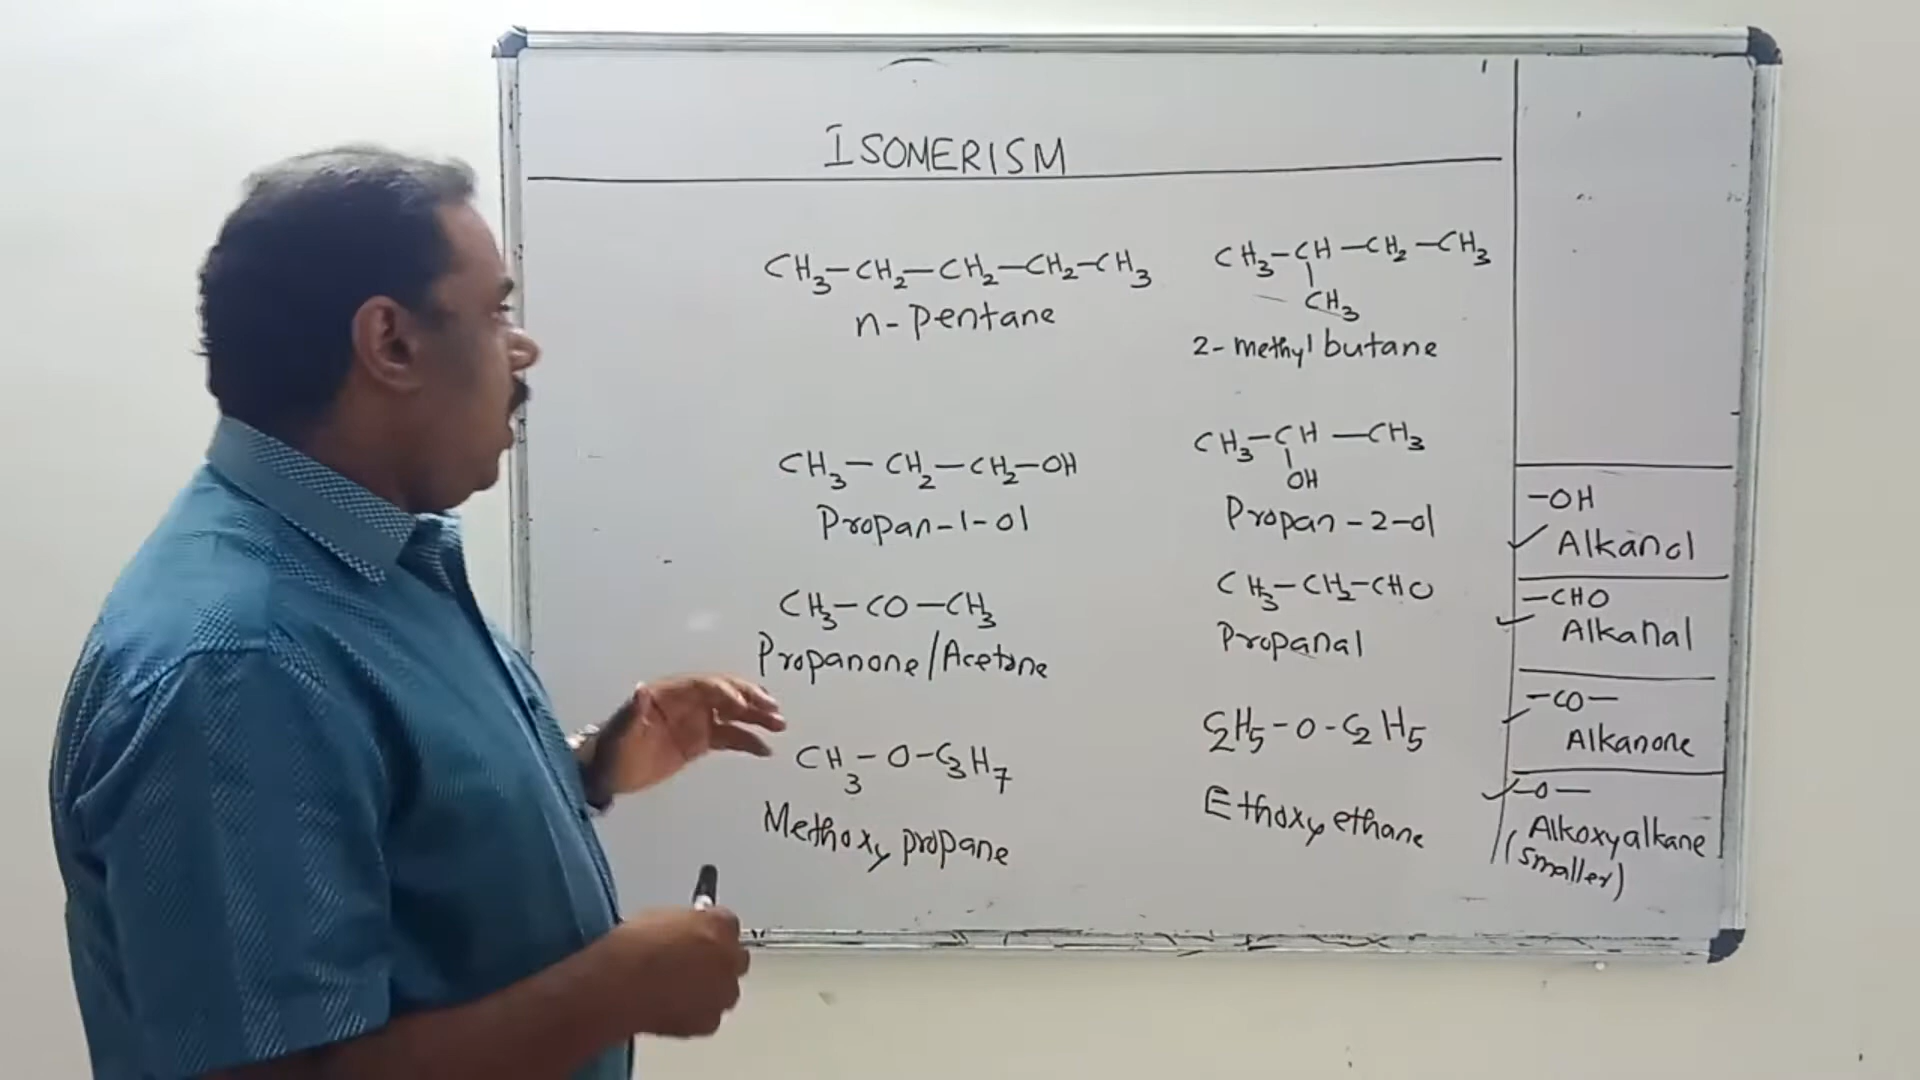 ISOMERISM
CH₃—CH₂—CH₂—CH₂—CH₃
n-Pentane
CH₃—CH—CH₂—CH₃
|
CH₃
2-methyl butane
CH₃—CH₂—CH₂—OH
Propan-1-ol
CH₃—CH—CH₃
|
OH
Propan-2-ol
CH₃—CO—CH₃
Propanone/Acetone
CH₃—CH₂—CHO
Propanal
CH₃-O-C₃H₇
Methoxy propane
C₂H₅-O-C₂H₅
Ethoxy ethane
-OH
✓ Alkanol
-CHO
✓ Alkanal
-CO-
✓ Alkanone
✓ -O-
Alkoxyalkane
(smaller)